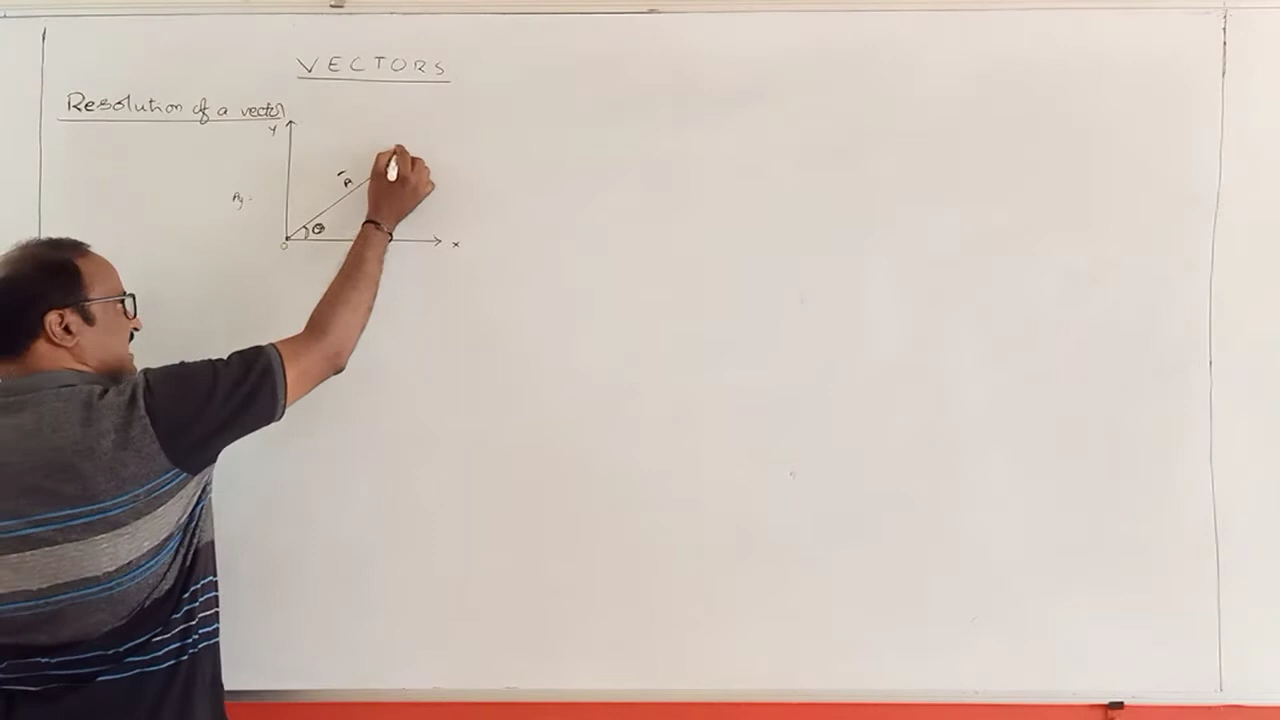 VECTORS
Resolution of a vector
Y
A
Ay =
θ
O
x